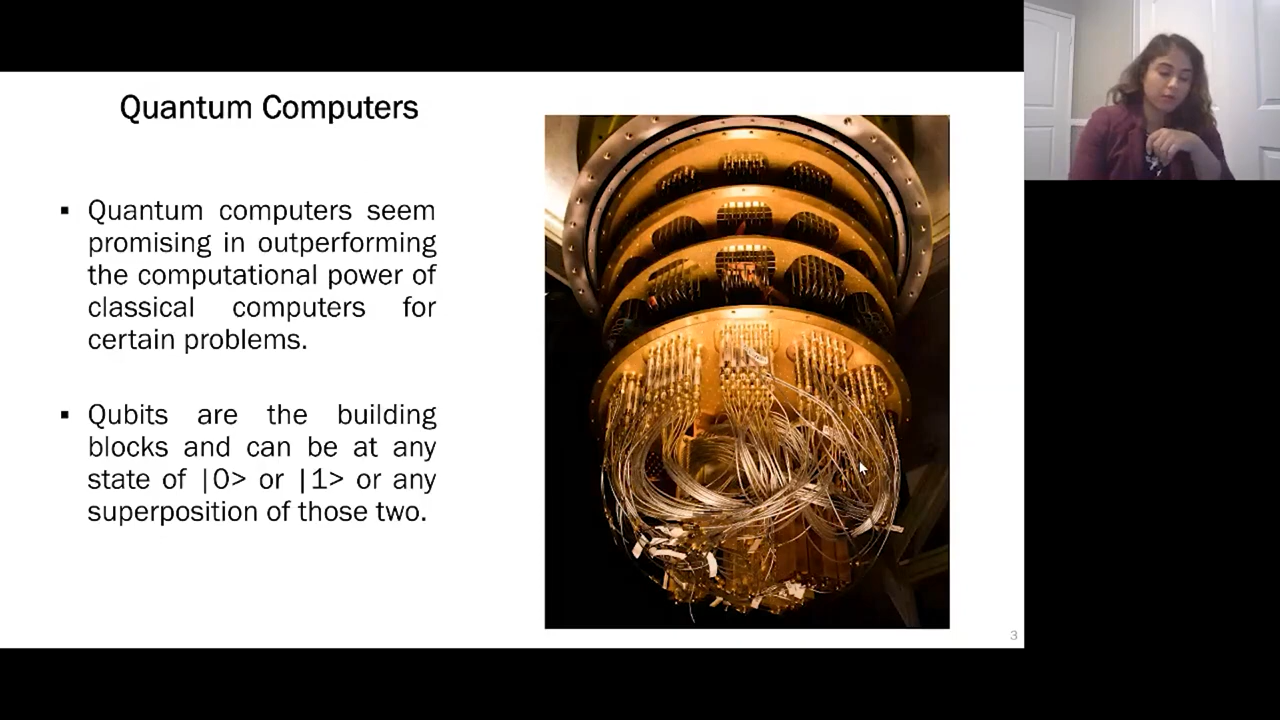 Quantum Computers
▪ Quantum computers seem
promising in outperforming
the computational power of
classical computers for
certain problems.
▪ Qubits are the building
blocks and can be at any
state of |0> or |1> or any
superposition of those two.
3